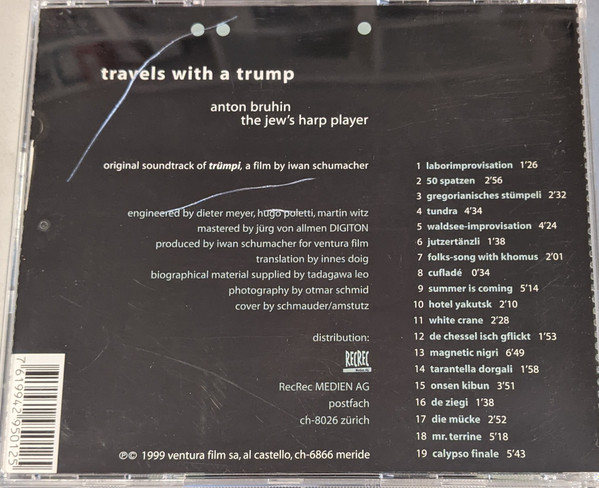 travels with a trump
anton bruhin
the jew's harp player
original soundtrack of trümpi, a film by iwan schumacher
engineered by dieter meyer, hugo poletti, martin witz
mastered by jürg von allmen DIGITON
produced by iwan schumacher for ventura film
translation by innes doig
biographical material supplied by tadagawa leo
photography by otmar schmid
cover by schmauder/amstutz
distribution:
RECREC
RecRec MEDIEN AG
postfach
ch-8026 zürich
℗© 1999 ventura film sa, al castello, ch-6866 meride
1 laborimprovisation 1'26
2 50 spatzen 2'56
3 gregorianisches stümpeli 2'32
4 tundra 4'34
5 waldsee-improvisation 4'24
6 jutzertänzli 1'38
7 folks-song with khomus 2'01
8 cufladé 0'34
9 summer is coming 5'14
10 hotel yakutsk 2'10
11 white crane 2'28
12 de chessel isch gflickt 1'53
13 magnetic nigri 6'49
14 tarantella dorgali 1'58
15 onsen kibun 3'51
16 de ziegi 1'38
17 die mücke 2'52
18 mr. terrine 5'18
19 calypso finale 5'43
7 619942 950125